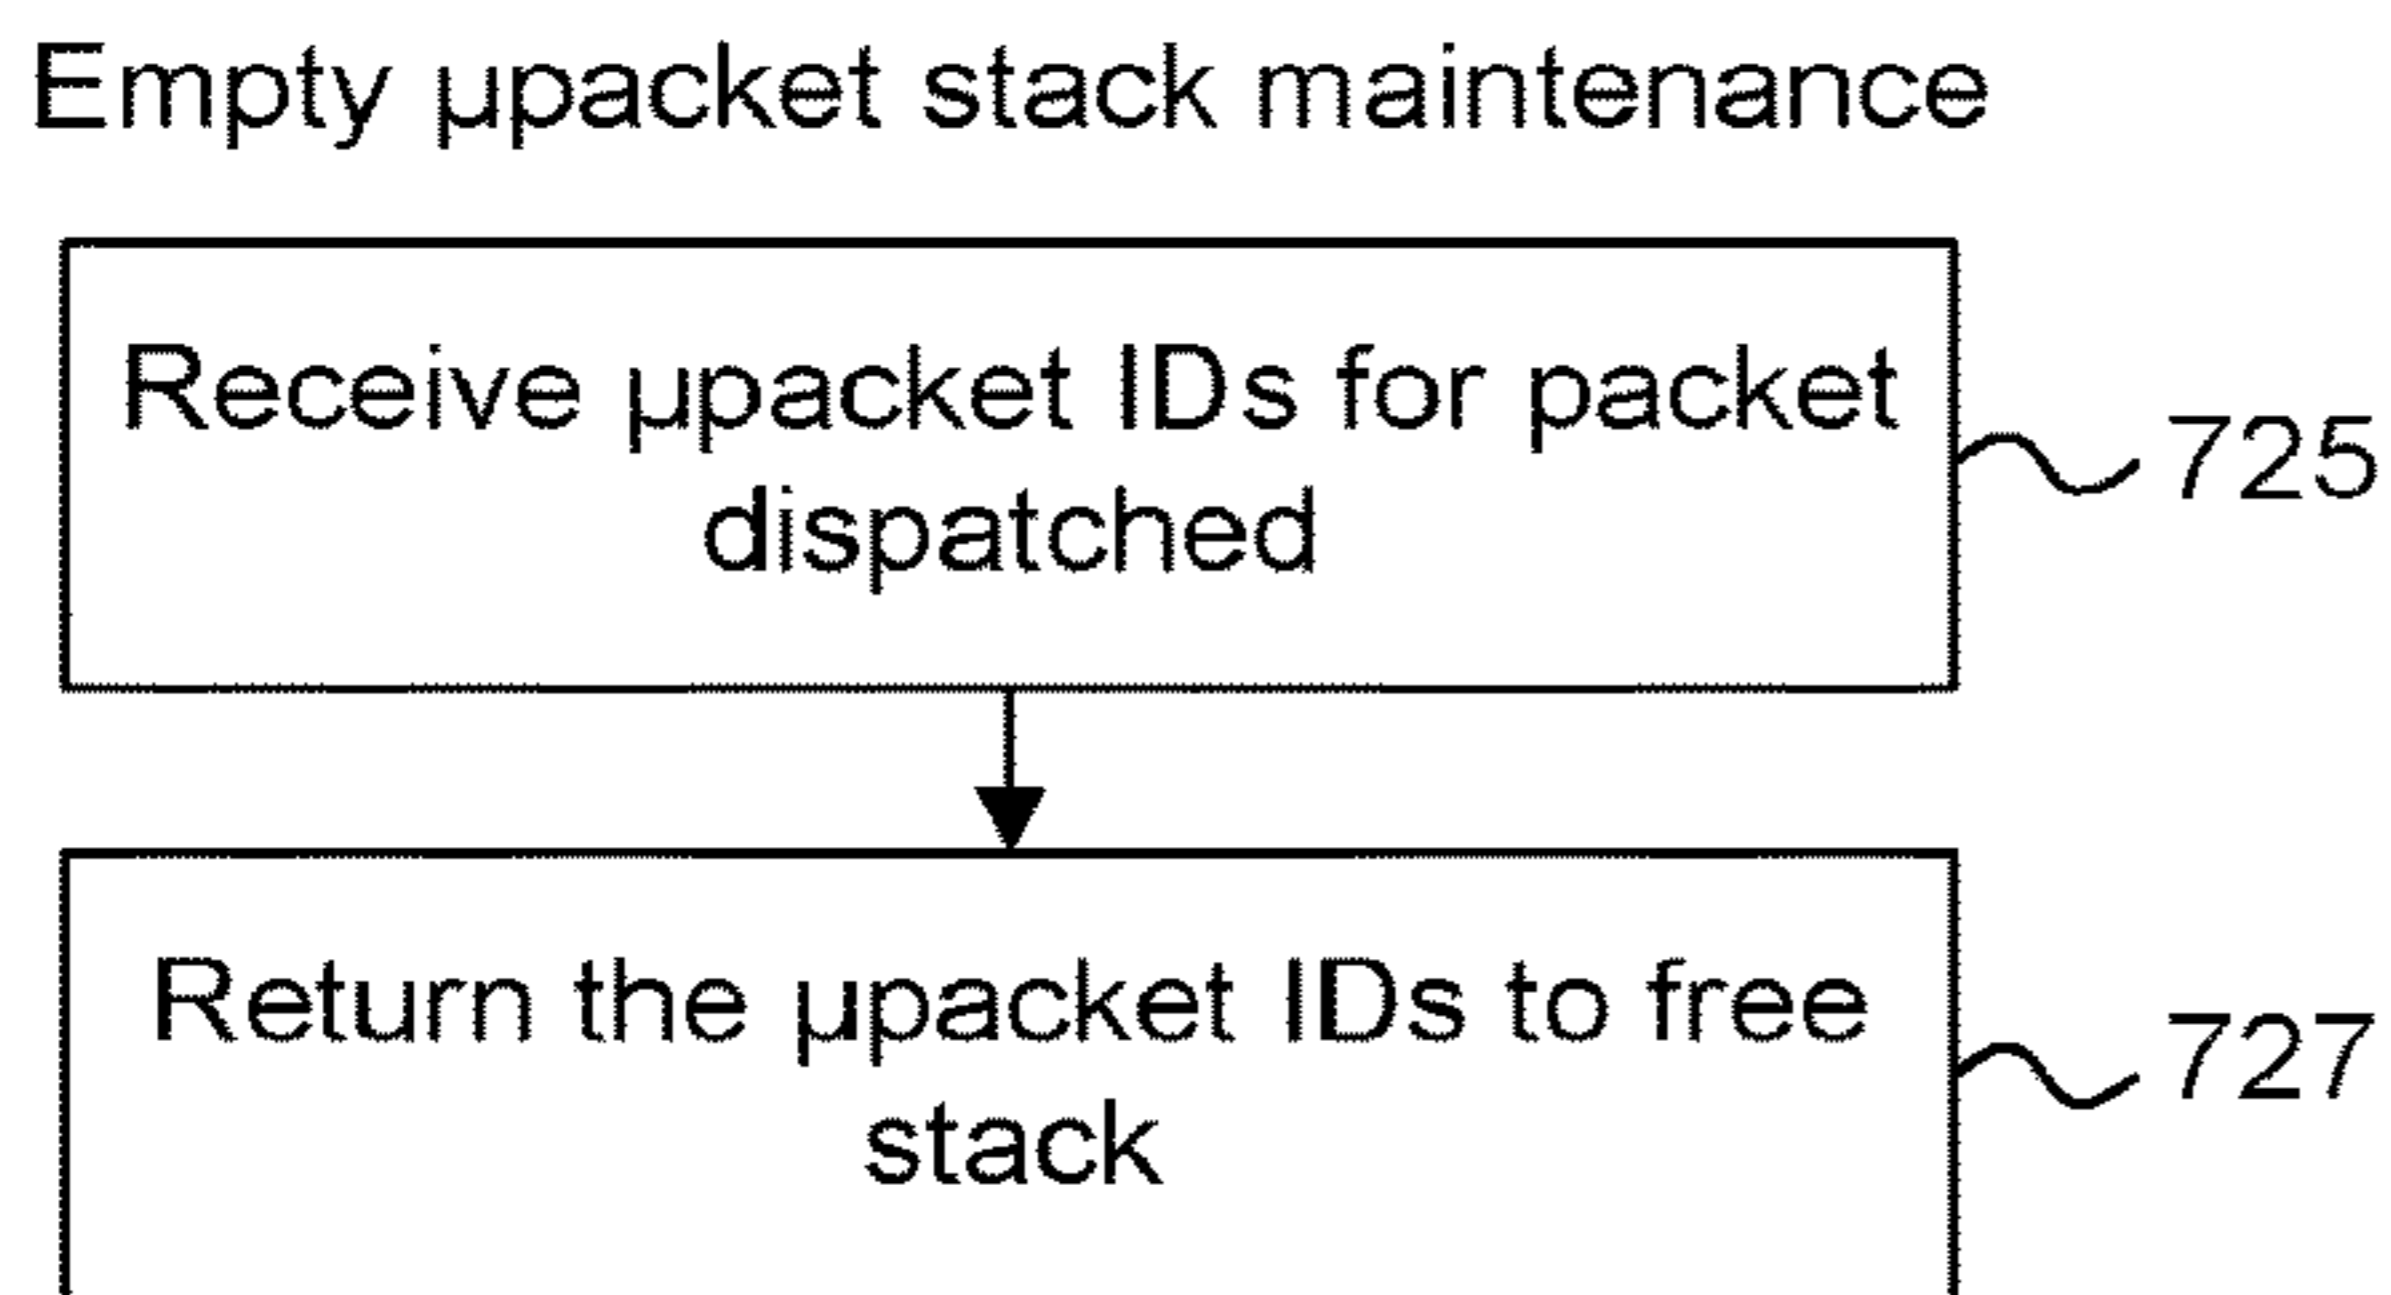 Empty µpacket stack maintenance
Receive µpacket IDs for packet
dispatched
725
Return the µpacket IDs to free
stack
727